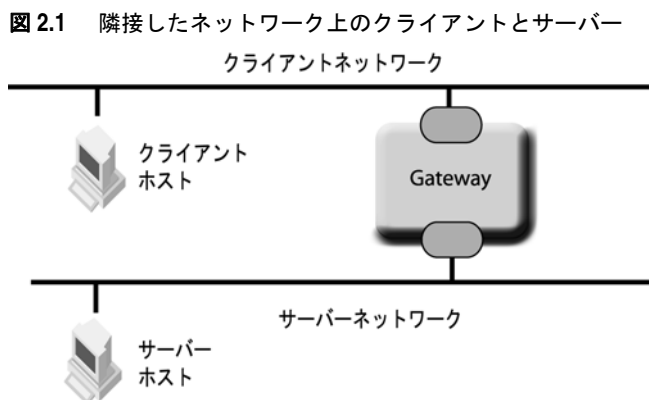 図 2.1 隣接したネットワーク上のクライアントとサーバー
クライアントネットワーク
クライアント
ホスト
Gateway
サーバーネットワーク
サーバー
ホスト